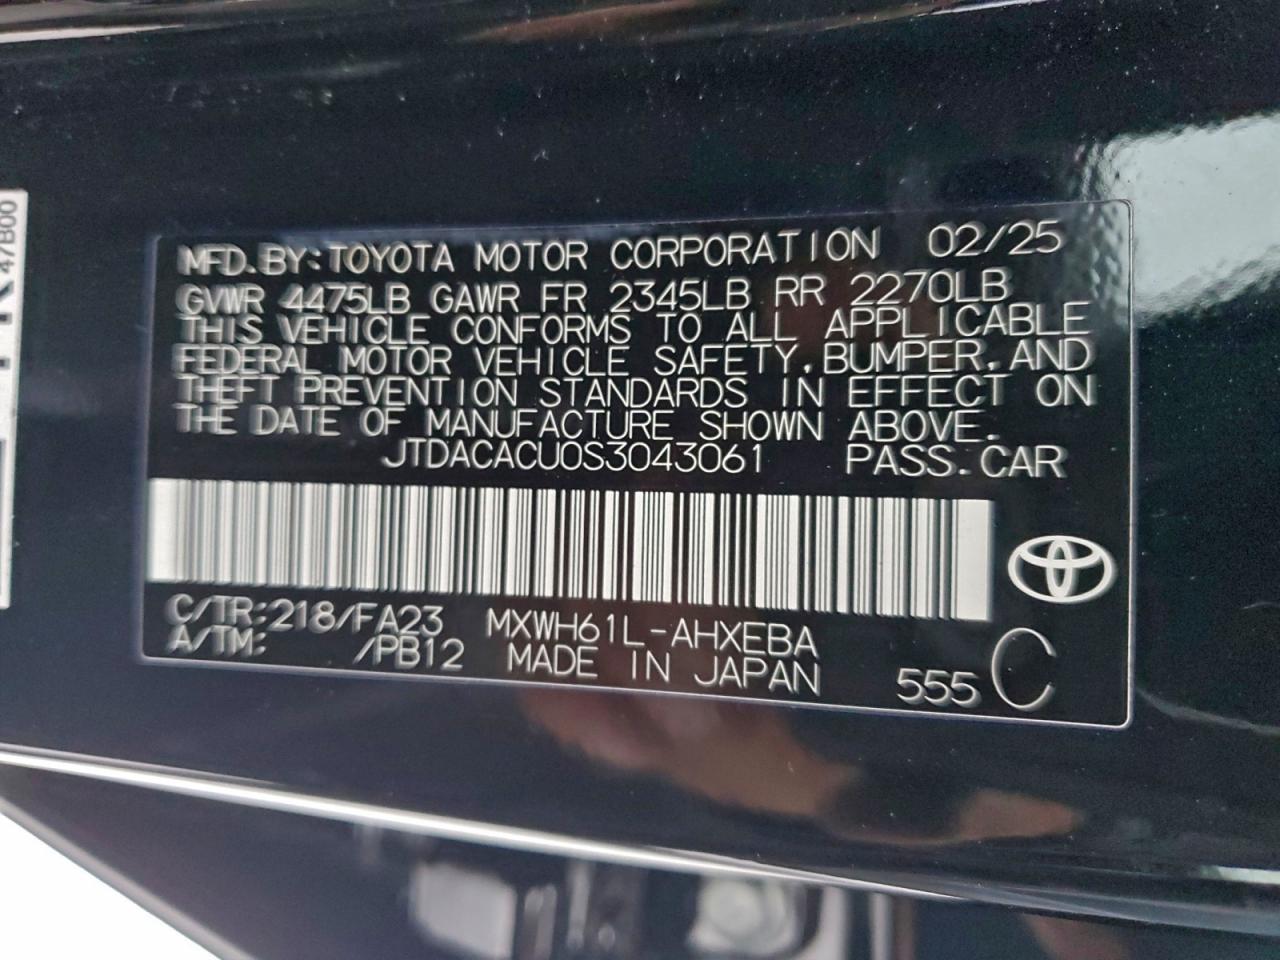 MFD.BY:TOYOTA MOTOR CORPORATION 02/25
GVWR 4475LB GAWR FR 2345LB RR 2270LB
THIS VEHICLE CONFORMS TO ALL APPLICABLE
FEDERAL MOTOR VEHICLE SAFETY,BUMPER,AND
THEFT PREVENTION STANDARDS IN EFFECT ON
THE DATE OF MANUFACTURE SHOWN ABOVE.
JTDACACU0S3043061 PASS.CAR
C/TR:218/FA23 MXWH61L-AHXEBA
A/TM: /PB12 MADE IN JAPAN 555 C
47B00